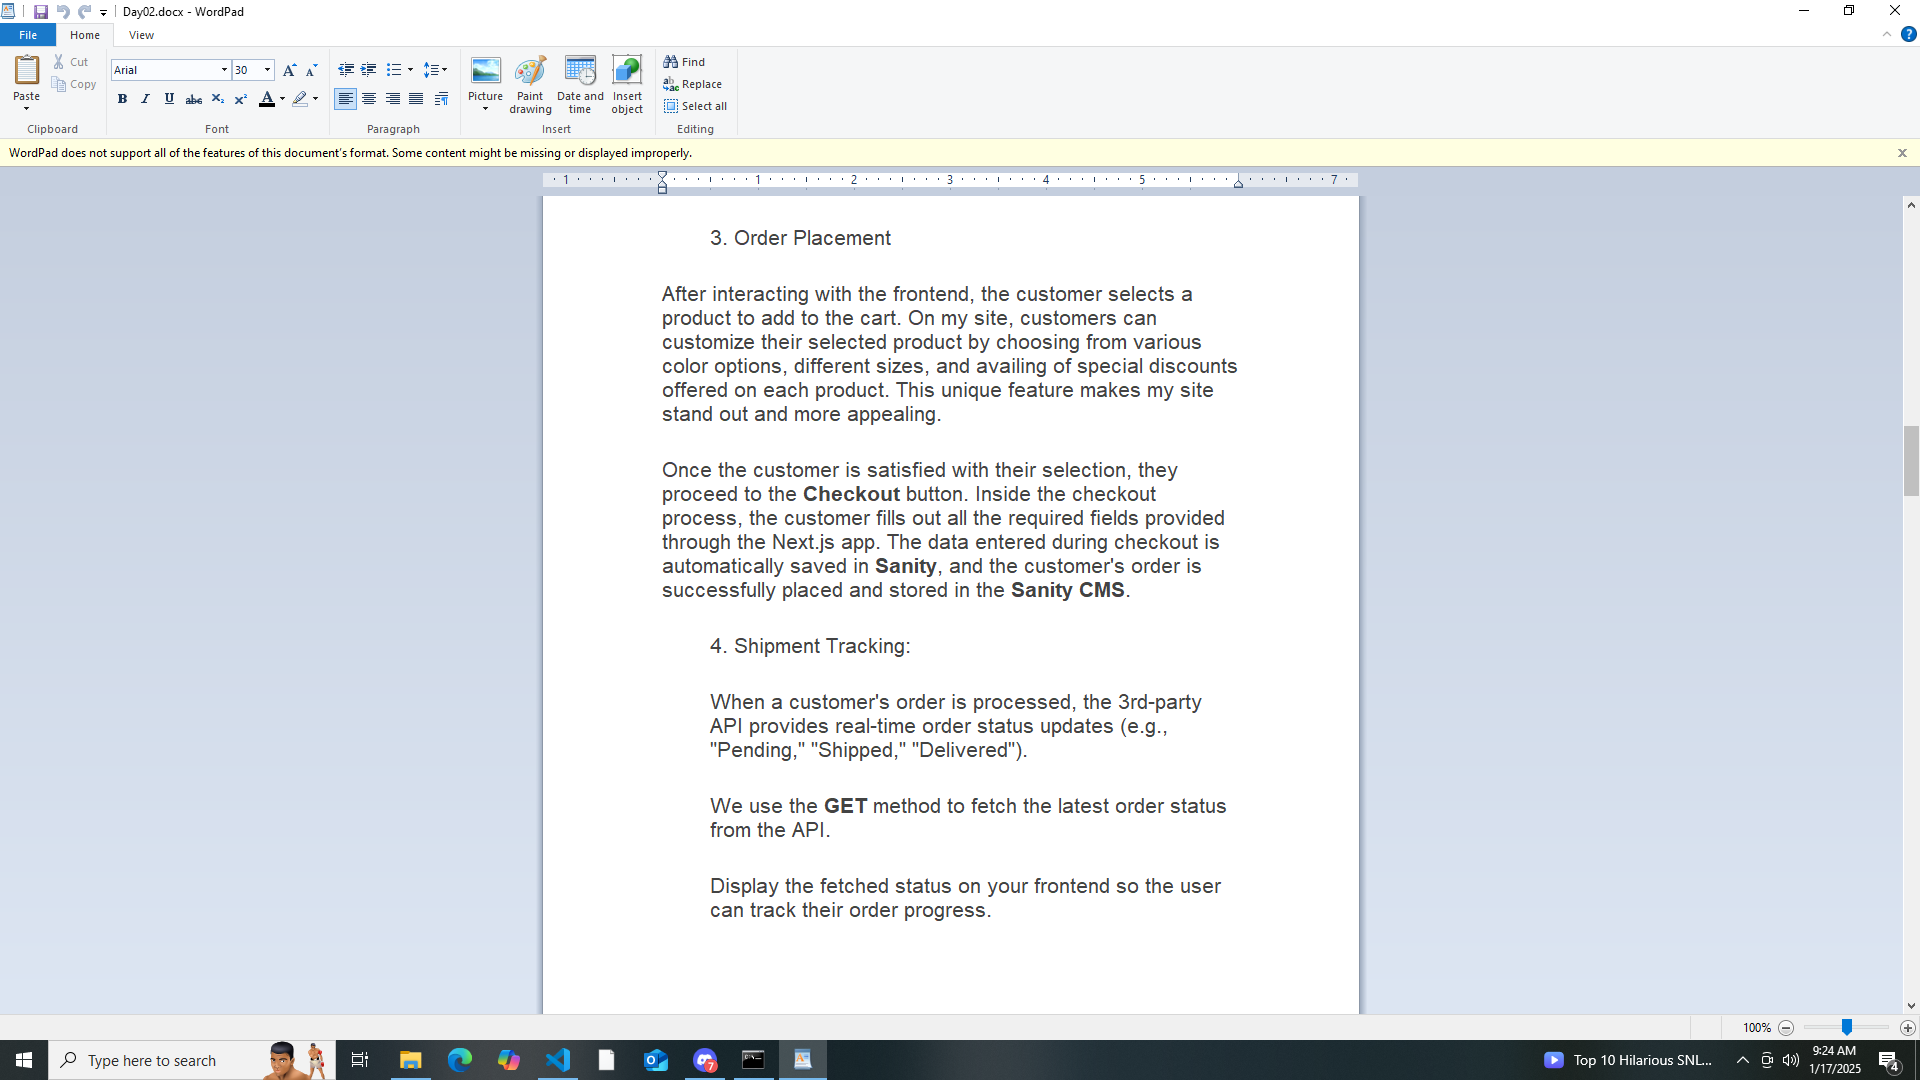 Day02.docx - WordPad
File Home View
Paste
Cut
Copy
Clipboard
Arial 30
Font
Paragraph
Picture
Paint drawing
Date and time
Insert object
Insert
Find
Replace
Select all
Editing
WordPad does not support all of the features of this document's format. Some content might be missing or displayed improperly.
1 1 2 3 4 5 7
3. Order Placement
After interacting with the frontend, the customer selects a
product to add to the cart. On my site, customers can
customize their selected product by choosing from various
color options, different sizes, and availing of special discounts
offered on each product. This unique feature makes my site
stand out and more appealing.
Once the customer is satisfied with their selection, they
proceed to the Checkout button. Inside the checkout
process, the customer fills out all the required fields provided
through the Next.js app. The data entered during checkout is
automatically saved in Sanity, and the customer's order is
successfully placed and stored in the Sanity CMS.
4. Shipment Tracking:
When a customer's order is processed, the 3rd-party
API provides real-time order status updates (e.g.,
"Pending," "Shipped," "Delivered").
We use the GET method to fetch the latest order status
from the API.
Display the fetched status on your frontend so the user
can track their order progress.
100%
Type here to search
7
Top 10 Hilarious SNL...
9:24 AM
1/17/2025
4